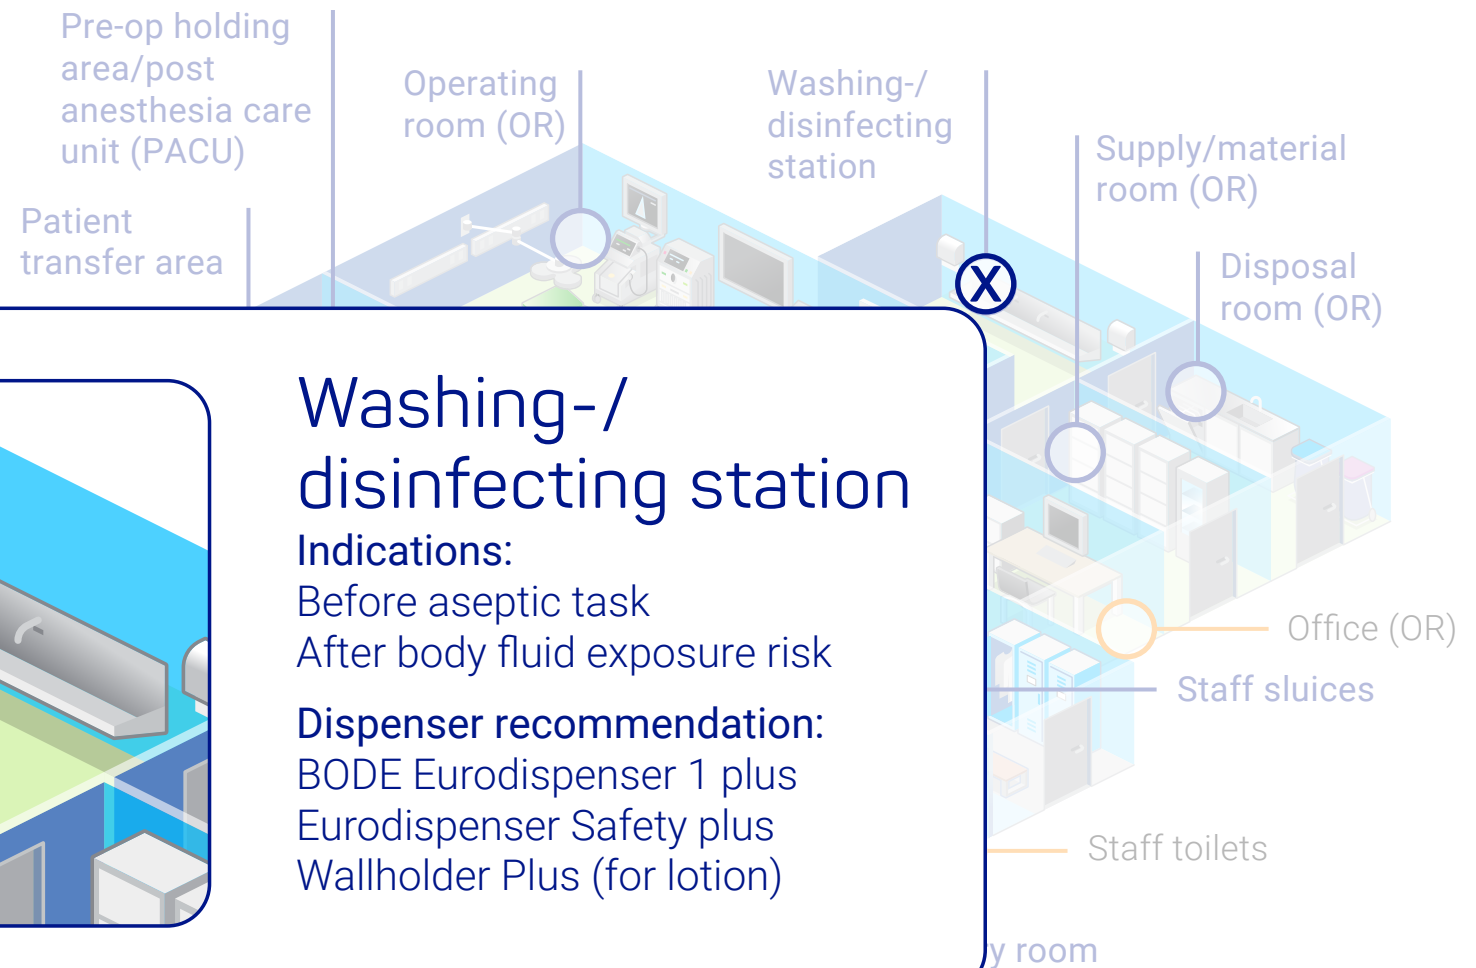 Pre-op holding
area/post
anesthesia care
unit (PACU)
Operating
room (OR)
Washing-/
disinfecting
station
Supply/material
room (OR)
Patient
transfer area
Disposal
room (OR)
X
Washing-/
disinfecting station
Indications:
Before aseptic task
After body fluid exposure risk
Dispenser recommendation:
BODE Eurodispenser 1 plus
Eurodispenser Safety plus
Wallholder Plus (for lotion)
Office (OR)
Staff sluices
Staff toilets
room